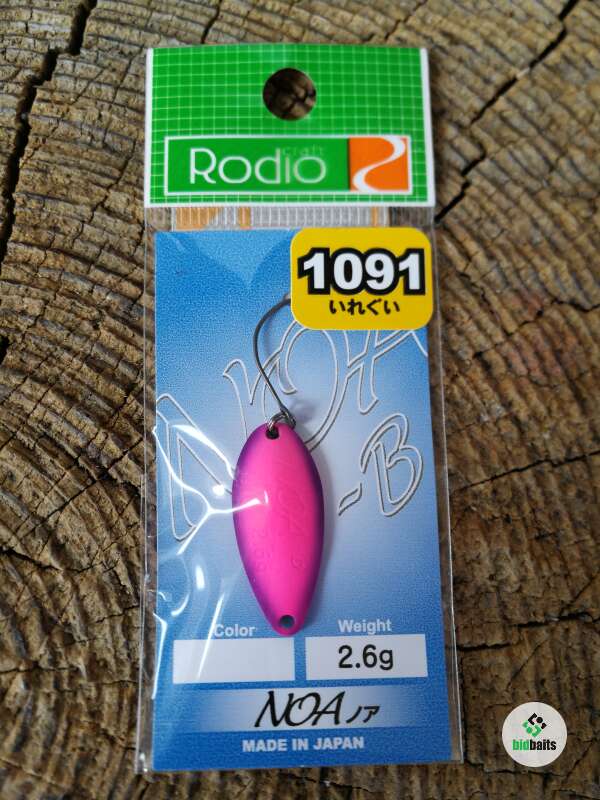 craft
Rodio
1091
いれぐい
NOA
-B
Color
Weight
2.6g
NOAノア
MADE IN JAPAN
bidbaits